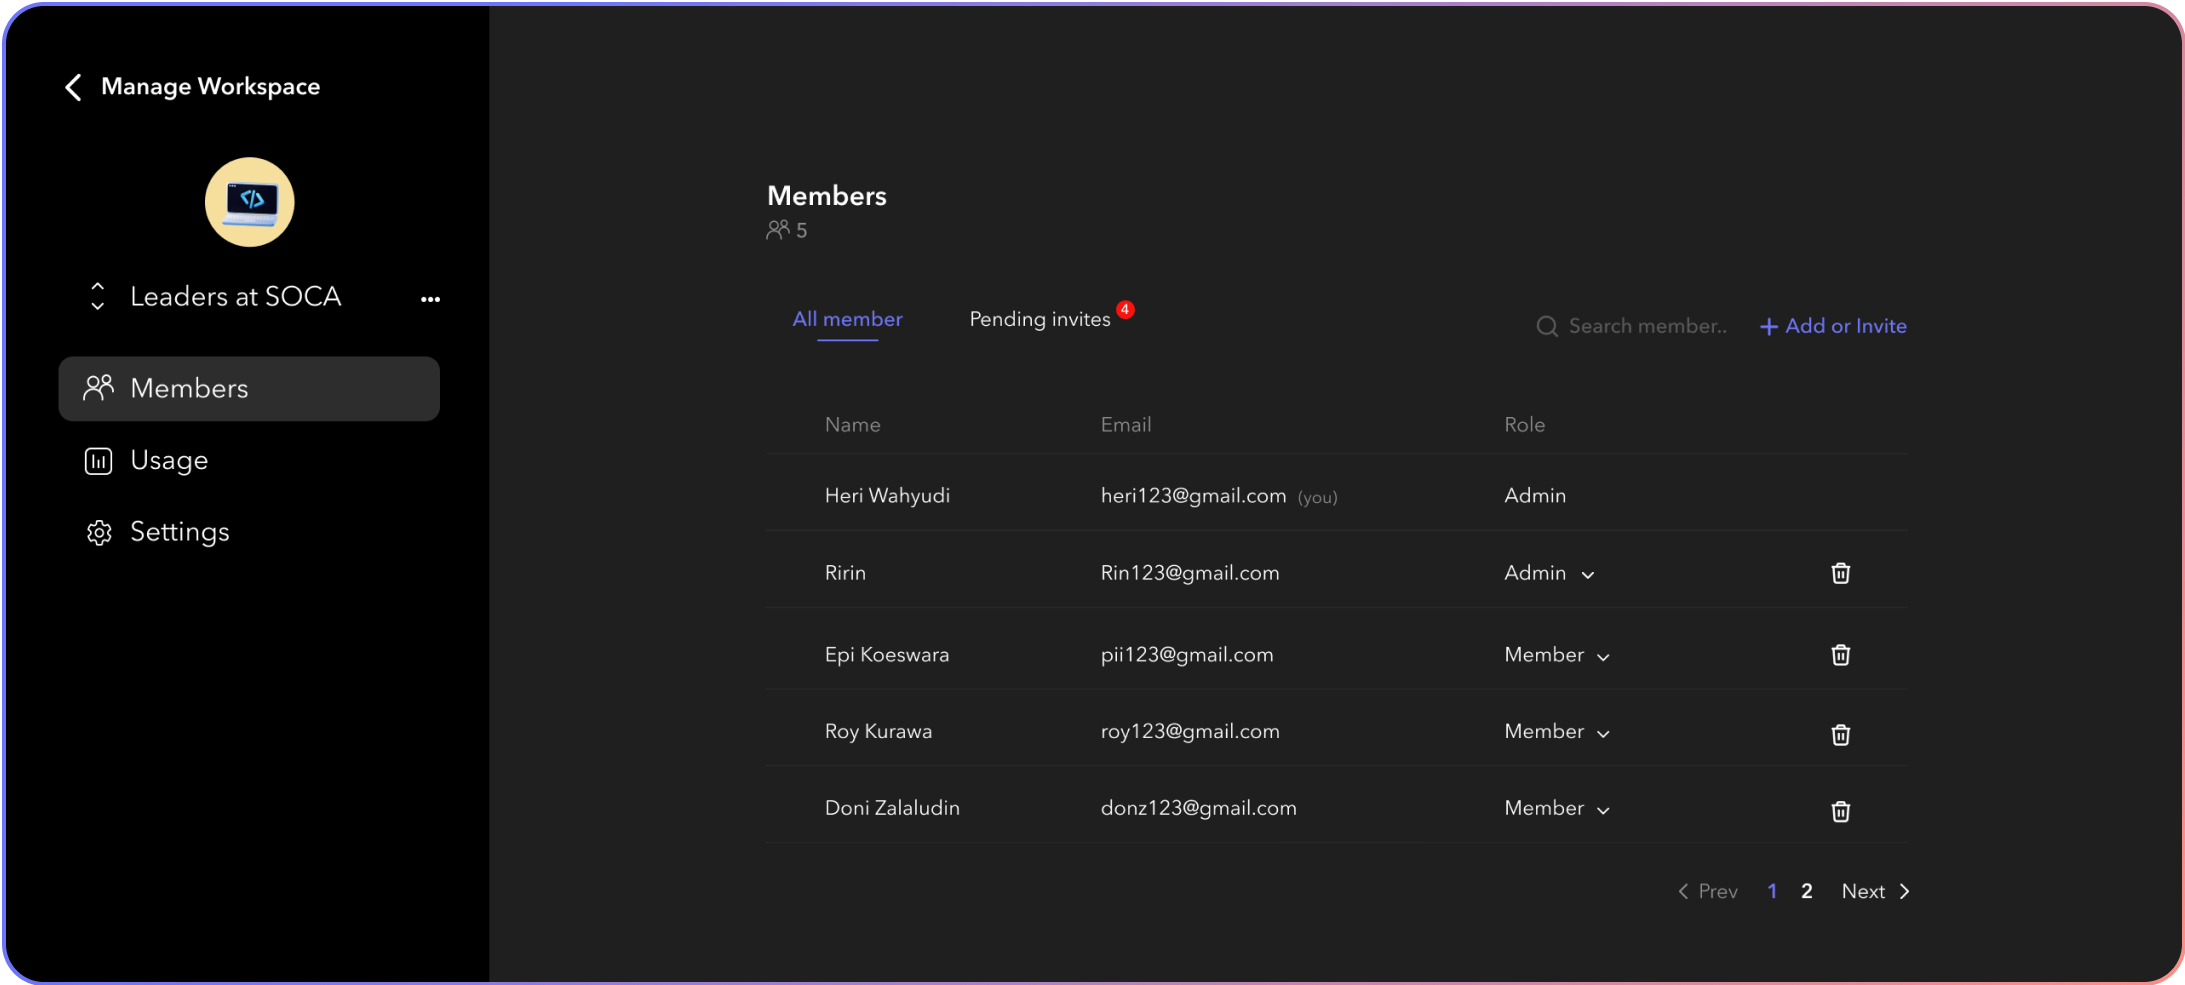 Manage Workspace
Leaders at SOCA
Members
Usage
Settings
Members
5
All member Pending invites 4 Search member.. + Add or Invite
Name Email Role
Heri Wahyudi heri123@gmail.com (you) Admin
Ririn Rin123@gmail.com Admin
Epi Koeswara pii123@gmail.com Member
Roy Kurawa roy123@gmail.com Member
Doni Zalaludin donz123@gmail.com Member
Prev 1 2 Next